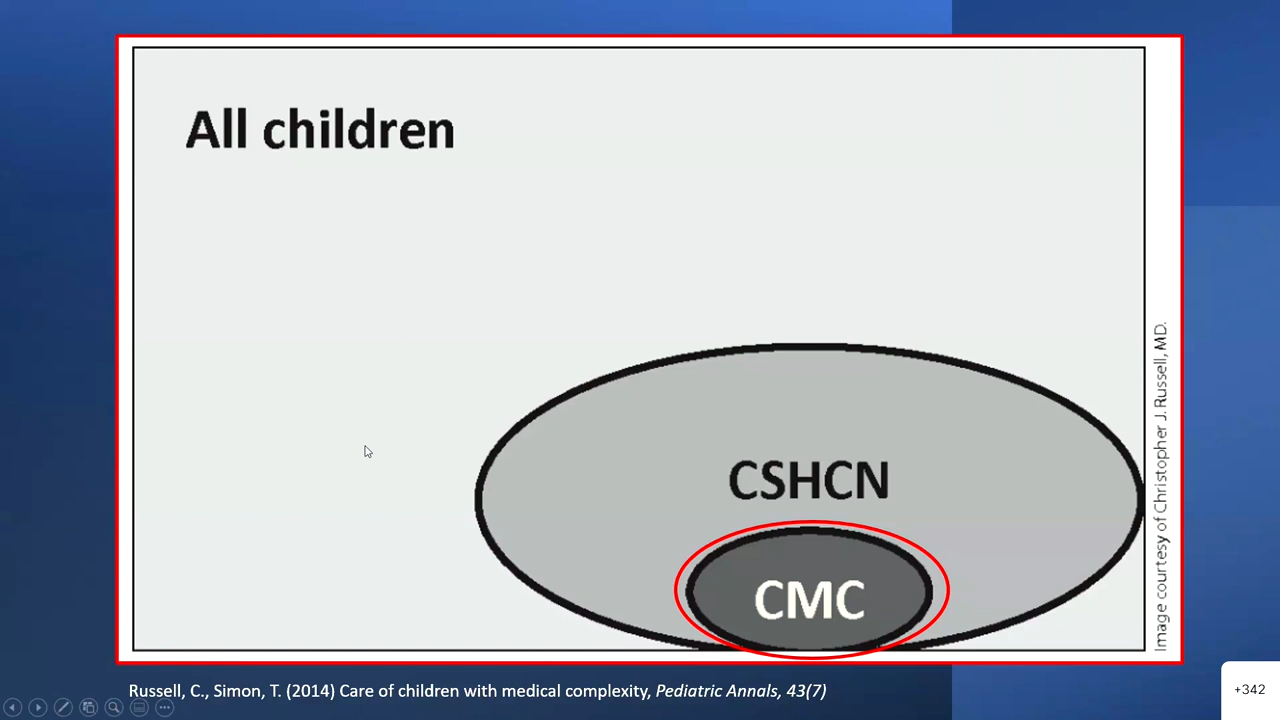 All children
CSHCN
CMC
Image courtesy of Christopher J. Russell, MD.
Russell, C., Simon, T. (2014) Care of children with medical complexity, Pediatric Annals, 43(7)
+342